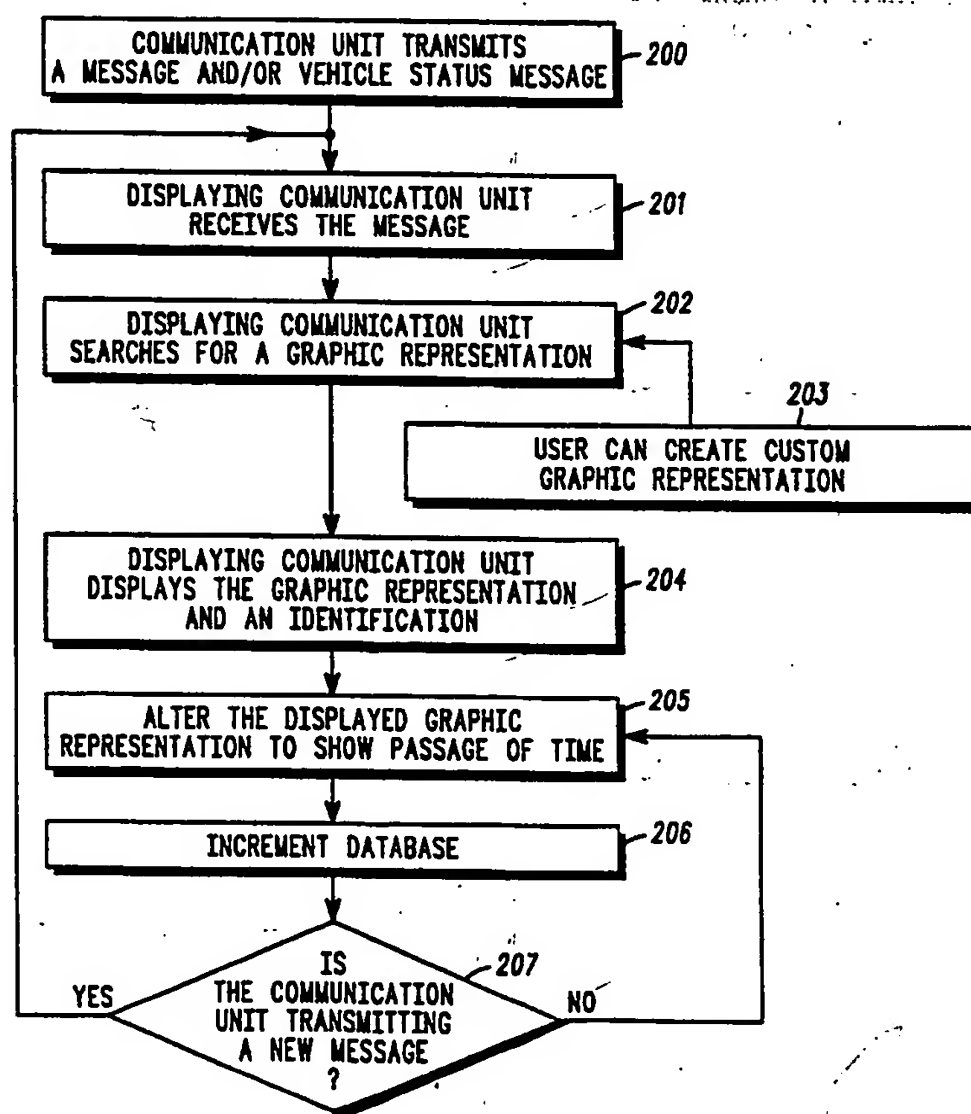 COMMUNICATION UNIT TRANSMITS
A MESSAGE AND/OR VEHICLE STATUS MESSAGE
200
DISPLAYING COMMUNICATION UNIT
RECEIVES THE MESSAGE
201
DISPLAYING COMMUNICATION UNIT
SEARCHES FOR A GRAPHIC REPRESENTATION
202
203
USER CAN CREATE CUSTOM
GRAPHIC REPRESENTATION
DISPLAYING COMMUNICATION UNIT
DISPLAYS THE GRAPHIC REPRESENTATION
AND AN IDENTIFICATION
204
ALTER THE DISPLAYED GRAPHIC
REPRESENTATION TO SHOW PASSAGE OF TIME
205
INCREMENT DATABASE
206
IS
THE COMMUNICATION
UNIT TRANSMITTING
A NEW MESSAGE
?
207
YES
NO